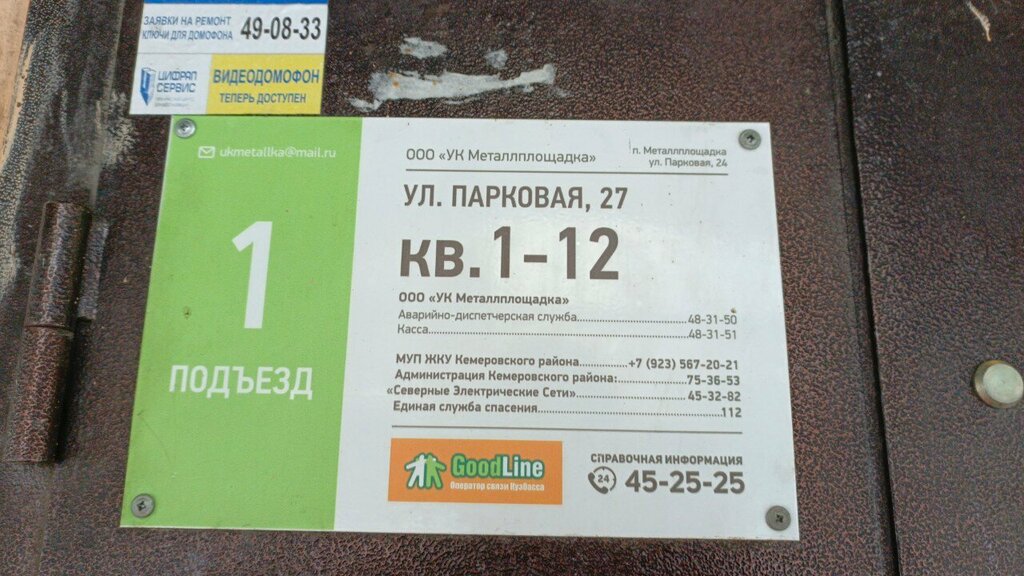 ЗАЯВКИ НА РЕМОНТ
КЛЮЧИ ДЛЯ ДОМОФОНА
49-08-33
ЦИФРАЛ
СЕРВИС
ВИДЕОДОМОФОН
ТЕПЕРЬ ДОСТУПЕН
ukmetallka@mail.ru
1
ПОДЪЕЗД
ООО «УК Металлплощадка»
п. Металлплощадка
ул. Парковая, 24
УЛ. ПАРКОВАЯ, 27
КВ. 1-12
ООО «УК Металлплощадка»
Аварийно-диспетчерская служба....................48-31-50
Касса....................48-31-51
МУП ЖКУ Кемеровского района............+7 (923) 567-20-21
Администрация Кемеровского района:..................75-36-53
«Северные Электрические Сети»............................45-32-82
Единая служба спасения..............................................112
GoodLine
Оператор связи Кузбасса
СПРАВОЧНАЯ ИНФОРМАЦИЯ
24
45-25-25